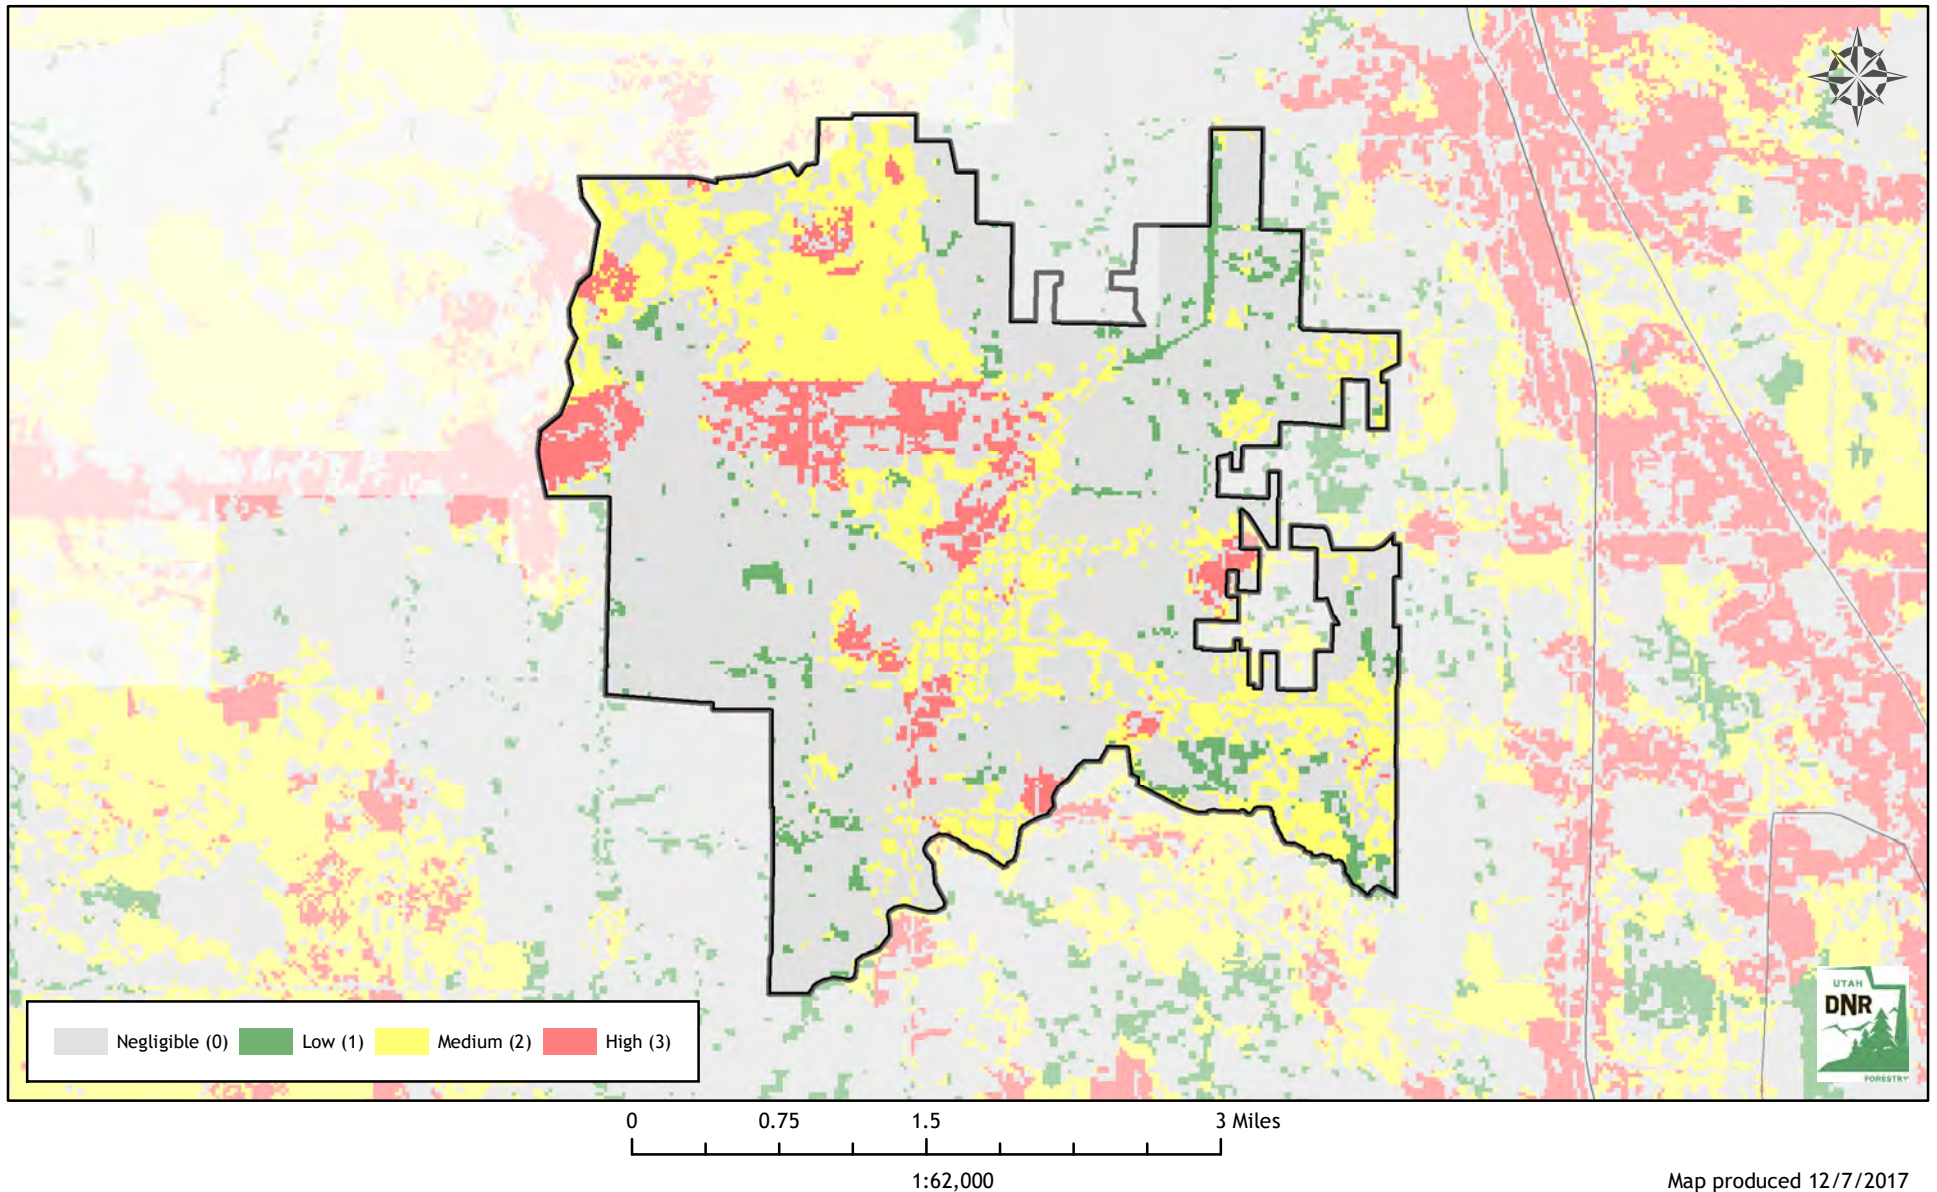 UTAH
DNR
FORESTRY
Negligible (0) Low (1) Medium (2) High (3)
0 0.75 1.5 3 Miles
1:62,000
Map produced 12/7/2017